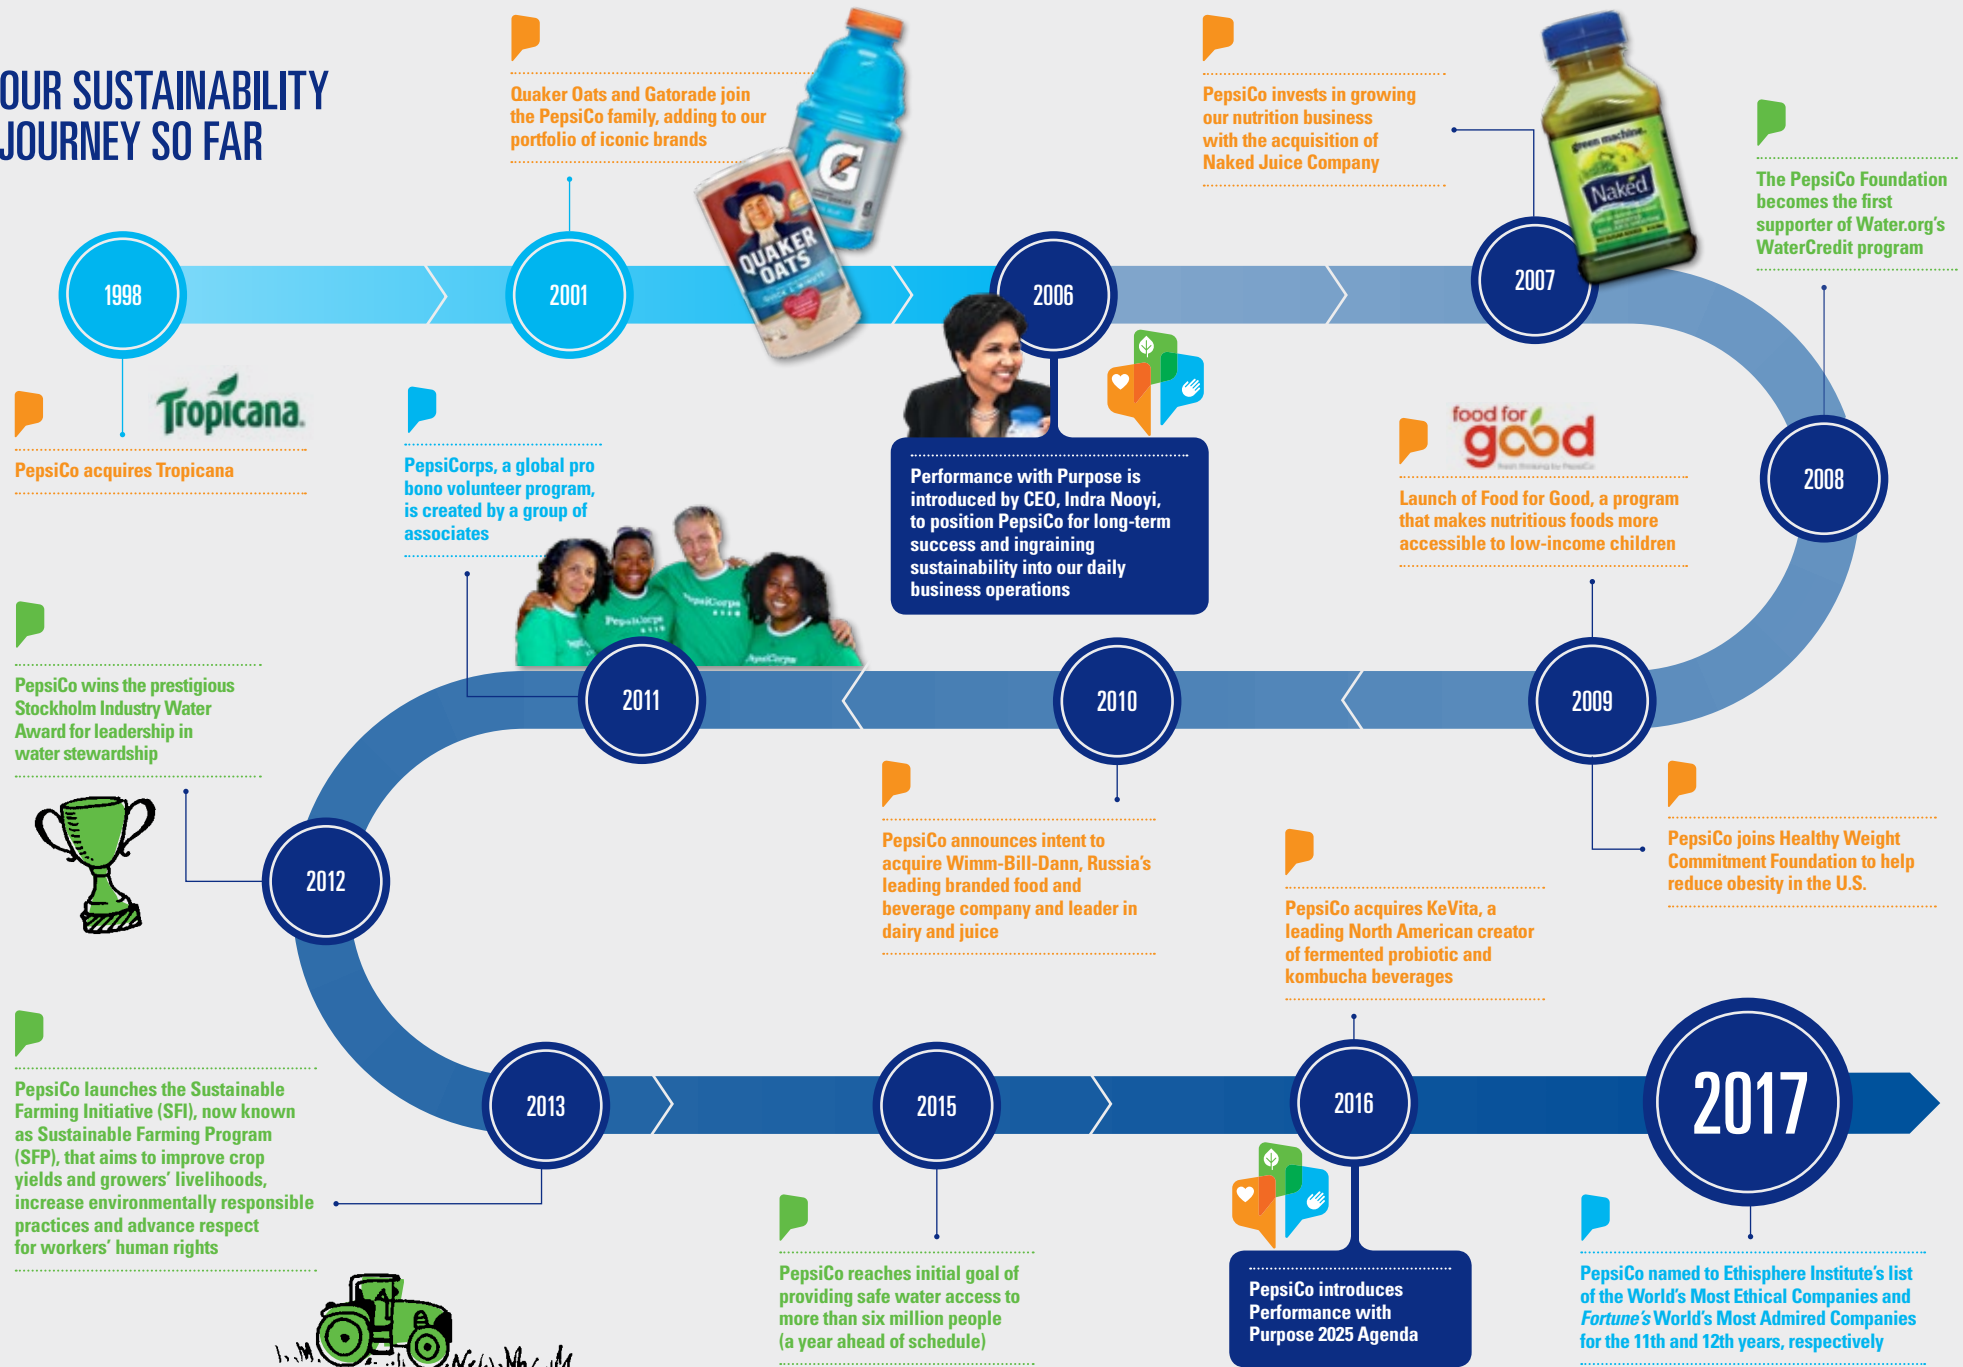 OUR SUSTAINABILITY
JOURNEY SO FAR
1998
Tropicana.
PepsiCo acquires Tropicana
2001
Quaker Oats and Gatorade join
the PepsiCo family, adding to our
portfolio of iconic brands
G
QUAKER
OATS
2006
Performance with Purpose is
introduced by CEO, Indra Nooyi,
to position PepsiCo for long-term
success and ingraining
sustainability into our daily
business operations
2007
PepsiCo invests in growing
our nutrition business
with the acquisition of
Naked Juice Company
green machine
Naked
2008
The PepsiCo Foundation
becomes the first
supporter of Water.org's
WaterCredit program
2009
food for
good
fresh thinking by PepsiCo
Launch of Food for Good, a program
that makes nutritious foods more
accessible to low-income children
PepsiCo joins Healthy Weight
Commitment Foundation to help
reduce obesity in the U.S.
2010
PepsiCo announces intent to
acquire Wimm-Bill-Dann, Russia's
leading branded food and
beverage company and leader in
dairy and juice
2011
PepsiCorps, a global pro
bono volunteer program,
is created by a group of
associates
PepsiCorps
PepsiCorps
PepsiCorps
2012
PepsiCo wins the prestigious
Stockholm Industry Water
Award for leadership in
water stewardship
2013
PepsiCo launches the Sustainable
Farming Initiative (SFI), now known
as Sustainable Farming Program
(SFP), that aims to improve crop
yields and growers' livelihoods,
increase environmentally responsible
practices and advance respect
for workers' human rights
2015
PepsiCo reaches initial goal of
providing safe water access to
more than six million people
(a year ahead of schedule)
2016
PepsiCo acquires KeVita, a
leading North American creator
of fermented probiotic and
kombucha beverages
PepsiCo introduces
Performance with
Purpose 2025 Agenda
2017
PepsiCo named to Ethisphere Institute's list
of the World's Most Ethical Companies and
Fortune's World's Most Admired Companies
for the 11th and 12th years, respectively